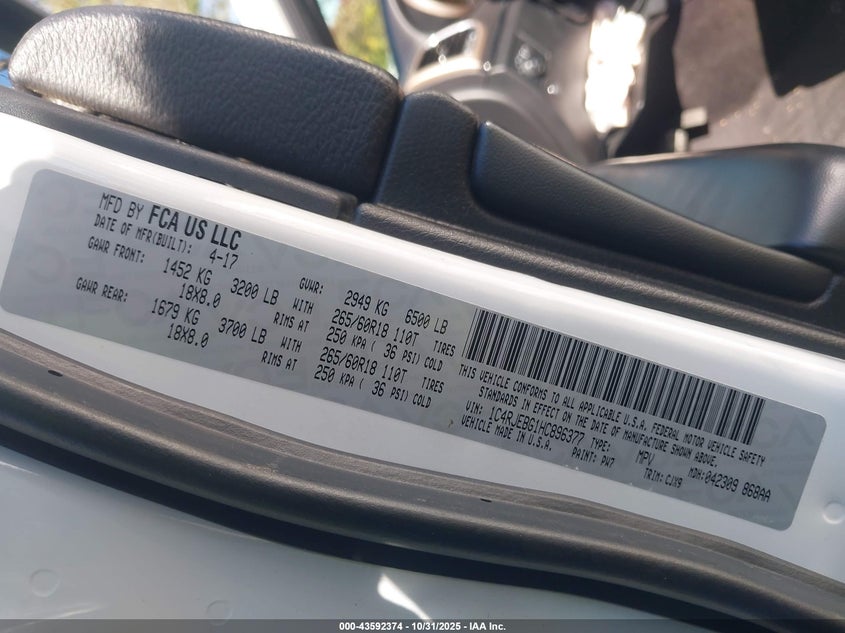 MFD BY FCA US LLC
DATE OF MFR(BUILT): 4-17
GAWR FRONT: 1452 KG 3200 LB
18X8.0 WITH RIMS AT
GAWR REAR: 1679 KG 3700 LB
18X8.0 WITH RIMS AT
GVWR: 2949 KG 6500 LB
265/60R18 110T TIRES
250 KPA ( 36 PSI) COLD
265/60R18 110T TIRES
250 KPA ( 36 PSI) COLD
THIS VEHICLE CONFORMS TO ALL APPLICABLE U.S.A. FEDERAL MOTOR VEHICLE SAFETY
STANDARDS IN EFFECT ON THE DATE OF MANUFACTURE SHOWN ABOVE.
VIN: 1C4RJEBG1HC896377 TYPE: MPV MDH:042309 868AA
VEHICLE MADE IN U.S.A. PAINT: PW7 TRIM: CJX9
000-43592374 - 10/31/2025 - IAA Inc.